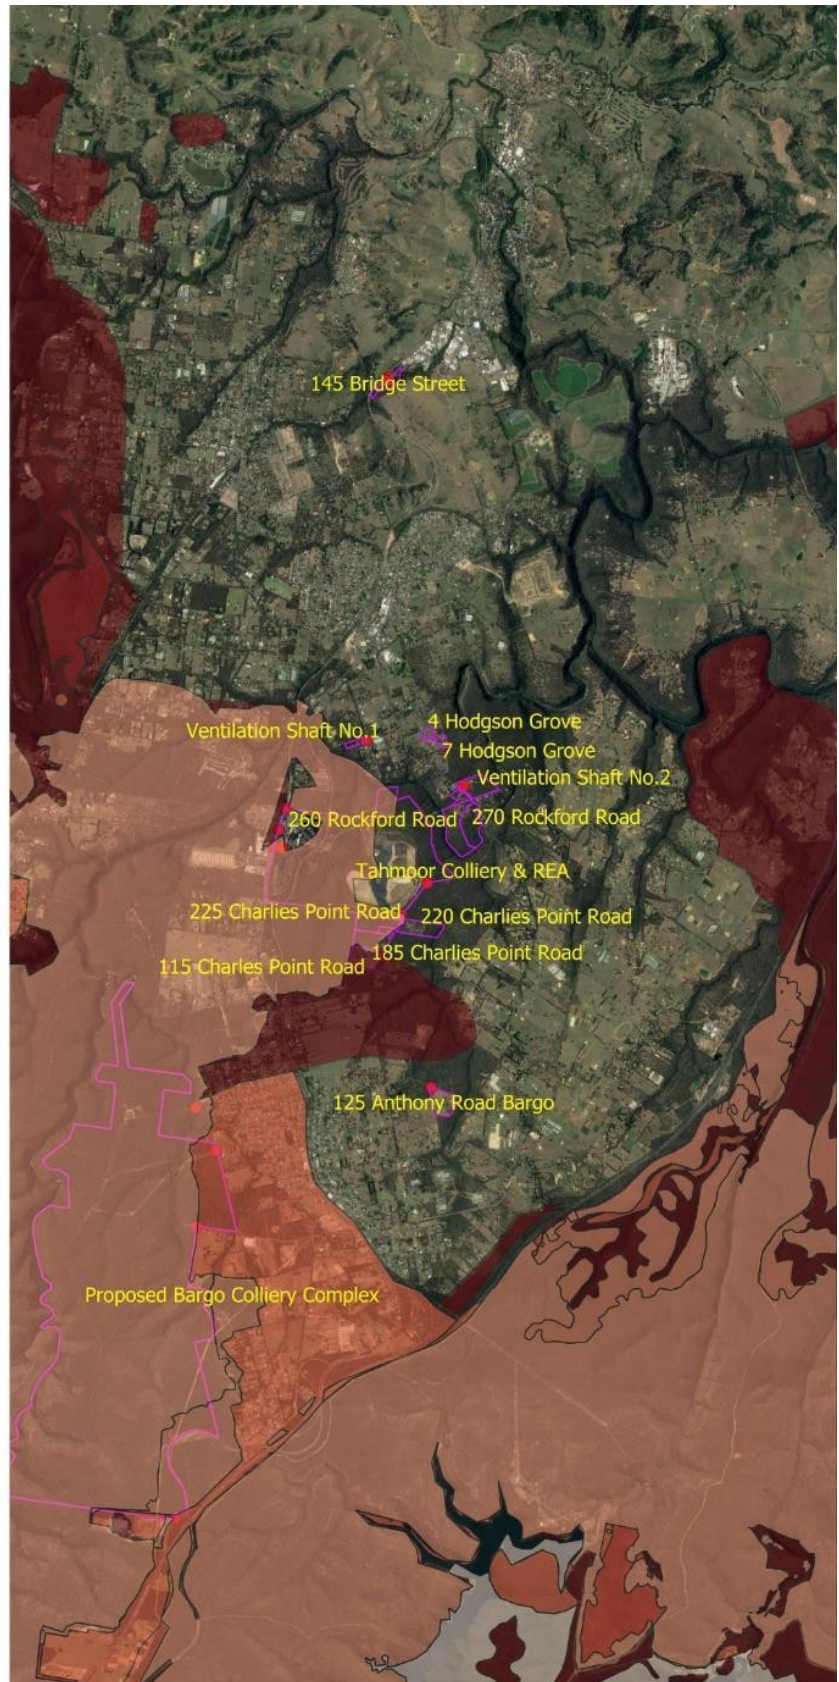 145 Bridge Street
4 Hodgson Grove
Ventilation Shaft No.1
7 Hodgson Grove
Ventilation Shaft No.2
260 Rockford Road
270 Rockford Road
Tahmoor Colliery & REA
225 Charlies Point Road
220 Charlies Point Road
185 Charlies Point Road
115 Charles Point Road
125 Anthony Road Bargo
Proposed Bargo Colliery Complex